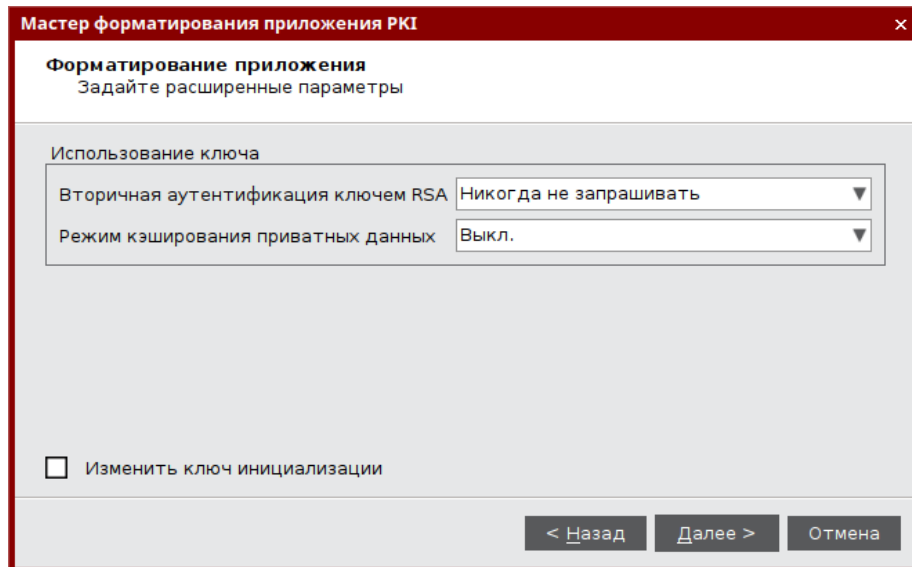 Мастер форматирования приложения PKI
Форматирование приложения
Задайте расширенные параметры
Использование ключа
Вторичная аутентификация ключем RSA Никогда не запрашивать
Режим кэширования приватных данных Выкл.
Изменить ключ инициализации
< Назад Далее > Отмена